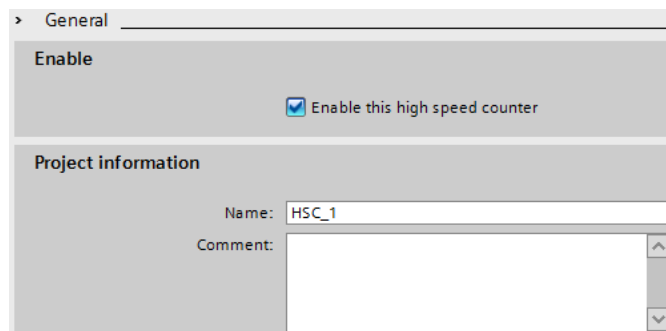 General
Enable
Enable this high speed counter
Project information
Name: HSC_1
Comment: